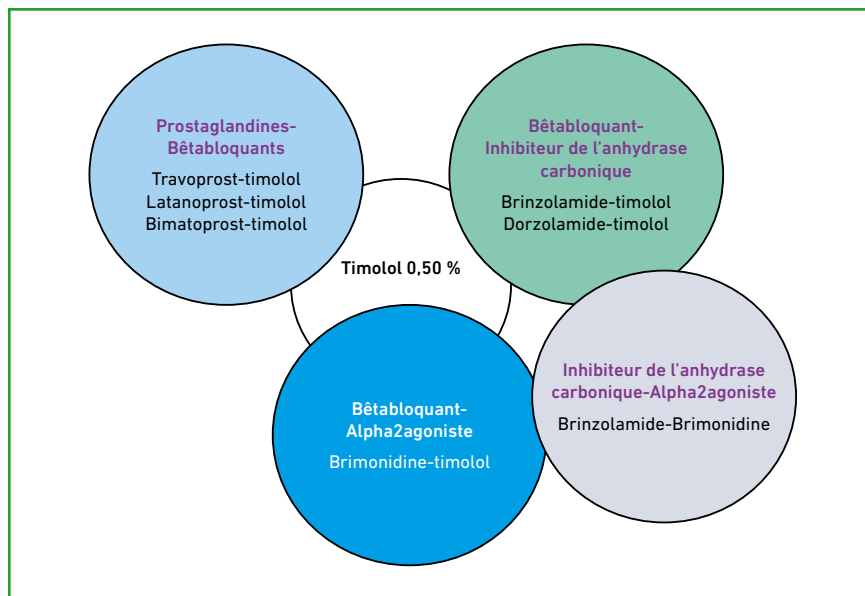 Prostaglandines-
Bêtabloquants
Travoprost-timolol
Latanoprost-timolol
Bimatoprost-timolol
Bêtabloquant-
Inhibiteur de l’anhydrase
carbonique
Brinzolamide-timolol
Dorzolamide-timolol
Timolol 0,50 %
Bêtabloquant-
Alpha2agoniste
Brimonidine-timolol
Inhibiteur de l’anhydrase
carbonique-Alpha2agoniste
Brinzolamide-Brimonidine